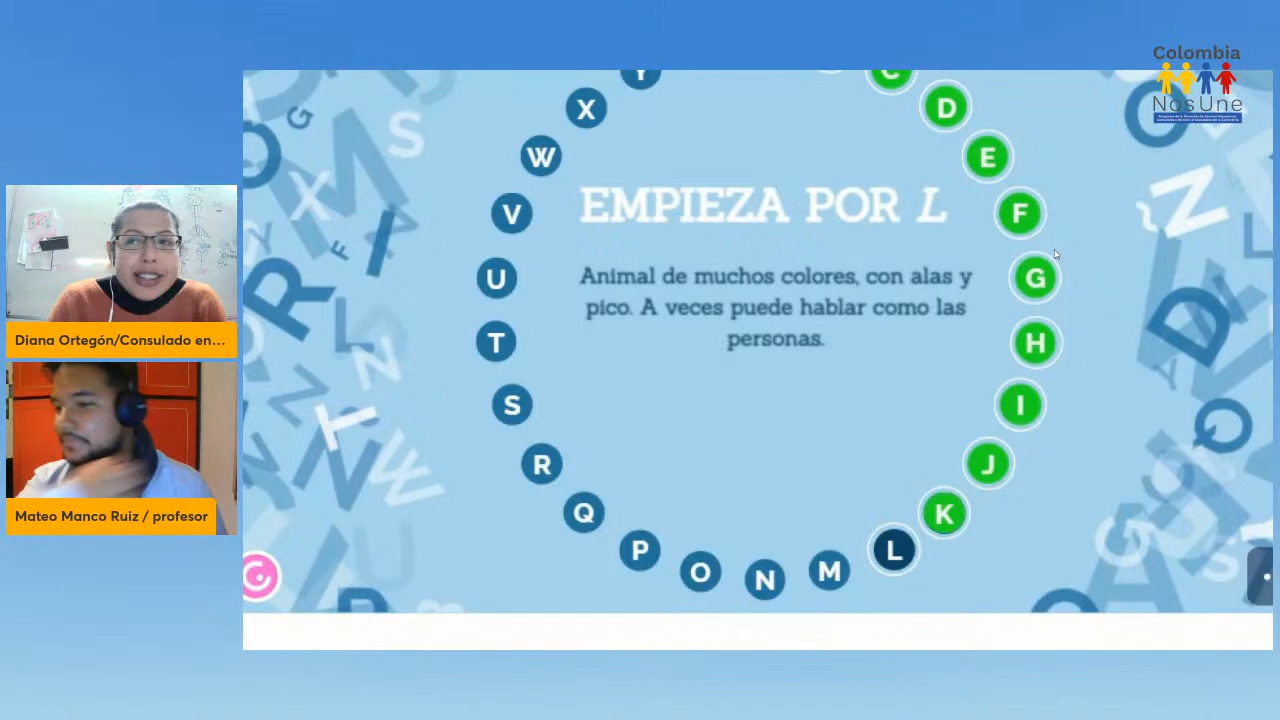 Colombia
Nos Une
EMPIEZA POR L
Animal de muchos colores, con alas y
pico. A veces puede hablar como las
personas.
C
D
E
F
G
H
I
J
K
L
M
N
O
P
Q
R
S
T
U
V
W
X
Y
Diana Ortegón/Consulado en...
Mateo Manco Ruiz / profesor